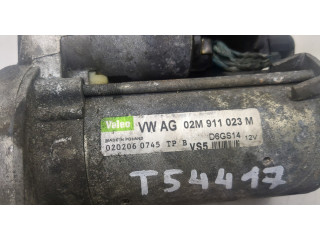 Valeo VW AG 02M 911 023 M
D6GS14 12V
020206 0745 TP B VS5
T54417